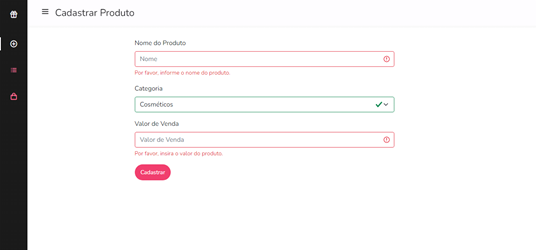 Cadastrar Produto
Nome do Produto
Nome
Por favor, informe o nome do produto.
Categoria
Cosméticos
Valor de Venda
Valor de Venda
Por favor, insira o valor do produto.
Cadastrar